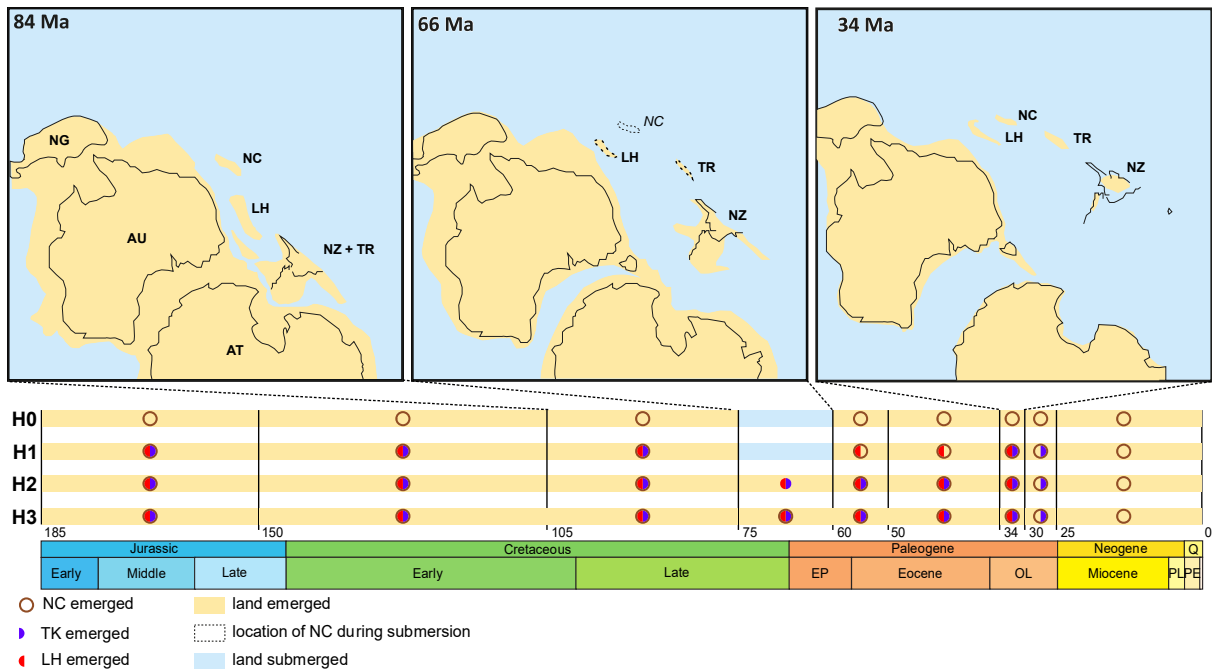 84 Ma
66 Ma
34 Ma
NG
NC
LH
AU
NZ + TR
AT
NC
LH
TR
NZ
NC
LH
TR
NZ
H0
H1
H2
H3
185 150 105 75 60 50 34 30 25 0
Jurassic Cretaceous Paleogene Neogene Q
Early Middle Late Early Late EP Eocene OL Miocene PL PE
NC emerged land emerged
TK emerged location of NC during submersion
LH emerged land submerged